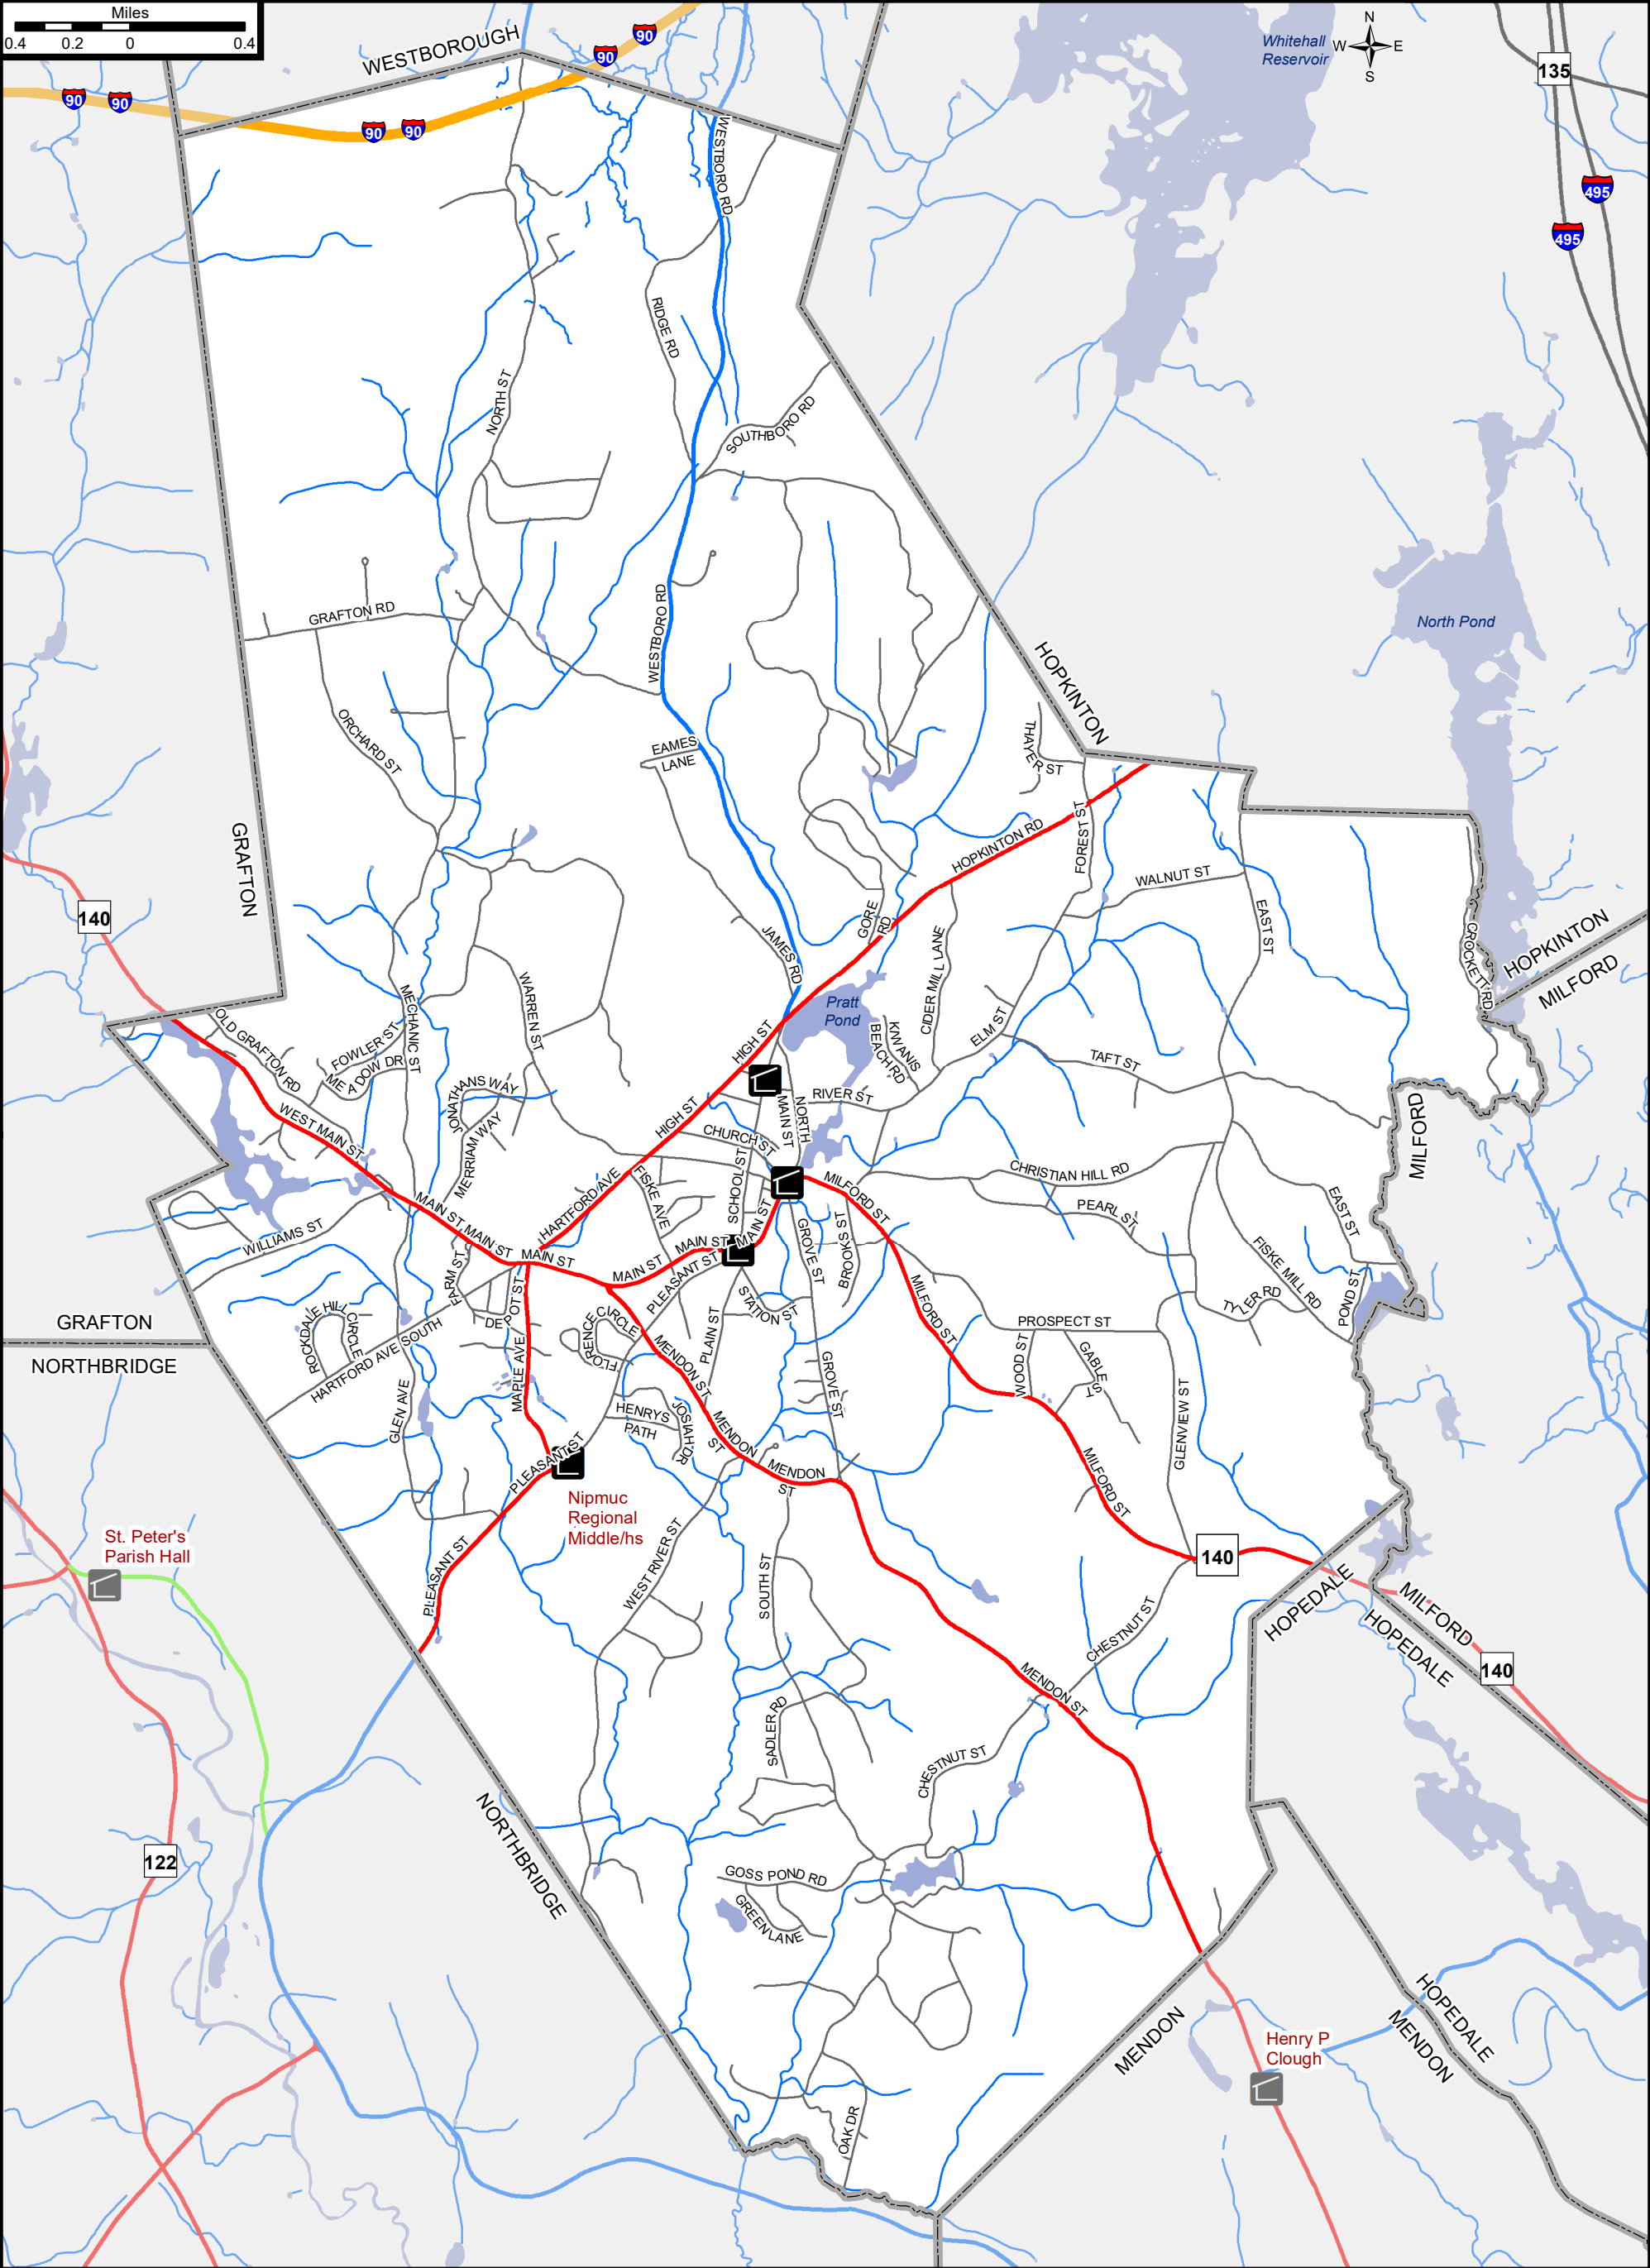 Miles
0.4 0.2 0 0.4
WESTBOROUGH
90
90
90
90
90
90
Whitehall
Reservoir
N
W E
S
135
495
495
WESTBORO RD
RIDGE RD
NORTH ST
SOUTHBORO RD
North Pond
GRAFTON RD
WESTBORO RD
HOPKINTON
ORCHARD ST
EAMES
LANE
THAYER ST
GRAFTON
HOPKINTON RD
FOREST ST
WALNUT ST
140
GORE
RD
EAST ST
CROCKETT RD
HOPKINTON
MILFORD
JAMES RD
CIDER MILL LANE
MECHANIC ST
WARREN ST
Pratt
Pond
OLD GRAFTON RD
FOWLER ST
MEADOW DR
HIGH ST
KIWANIS
BEACH RD
ELM ST
TAFT ST
JONATHANS WAY
RIVER ST
WEST MAIN ST
MERRIAM WAY
HIGH ST
NORTH
MAIN ST
CHURCH ST
MILFORD
SCHOOL ST
CHRISTIAN HILL RD
MAIN ST
MAIN ST
HARTFORD AVE
FISKE AVE
MILFORD ST
PEARL ST
EAST ST
WILLIAMS ST
MAIN ST
MAIN ST
MAIN ST
MAIN ST
PLEASANT ST
GROVE ST
BROOKS ST
FISKE MILL RD
FARM ST
DEPOT ST
STATION ST
MILFORD ST
TYLER RD
POND ST
GRAFTON
NORTHBRIDGE
ROCKDALE HILL
CIRCLE
HARTFORD AVE SOUTH
MAPLE AVE
FLORENCE CIRCLE
MENDON ST
PLAIN ST
PROSPECT ST
WOOD ST
GABLE ST
GROVE ST
GLEN AVE
HENRYS
PATH
JOSIAH DR
MENDON
ST
MENDON
ST
GLENVIEW ST
PLEASANT ST
MILFORD ST
Nipmuc
Regional
Middle/hs
St. Peter's
Parish Hall
PLEASANT ST
WEST RIVER ST
SOUTH ST
140
HOPEDALE
MILFORD
HOPEDALE
140
CHESTNUT ST
MENDON ST
SADLER RD
CHESTNUT ST
NORTHBRIDGE
122
GOSS POND RD
GREEN LANE
MENDON
HOPEDALE
MENDON
Henry P
Clough
OAK DR